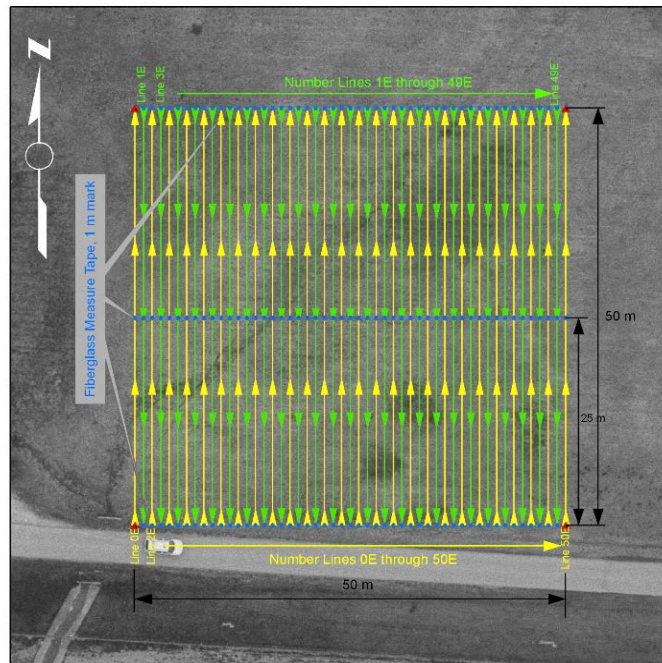 N
Line 1E
Line 3E
Number Lines 1E through 49E
Line 49E
Fiberglass Measure Tape, 1 m mark
50 m
25 m
Line 0E
Line 2E
Number Lines 0E through 50E
Line 50E
50 m